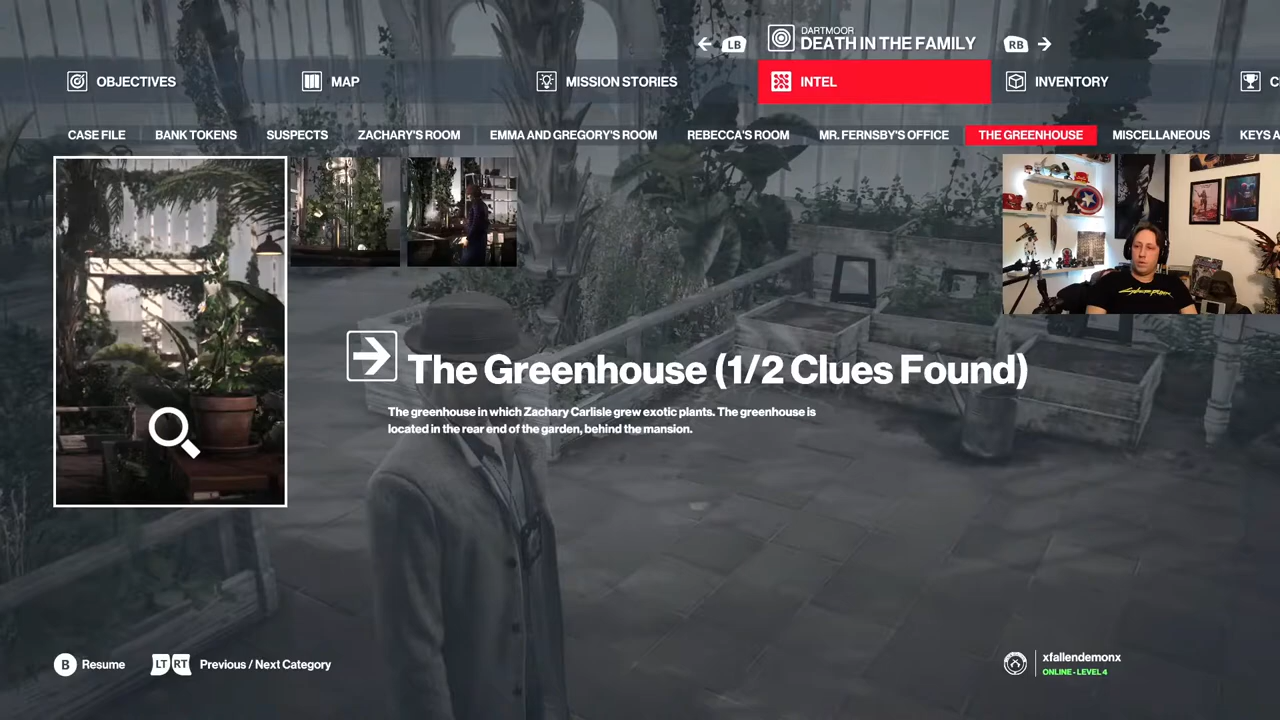 LB
DARTMOOR
DEATH IN THE FAMILY
RB
OBJECTIVES
MAP
MISSION STORIES
INTEL
INVENTORY
C
CASE FILE
BANK TOKENS
SUSPECTS
ZACHARY'S ROOM
EMMA AND GREGORY'S ROOM
REBECCA'S ROOM
MR. FERNSBY'S OFFICE
THE GREENHOUSE
MISCELLANEOUS
KEYS A
The Greenhouse (1/2 Clues Found)
The greenhouse in which Zachary Carlisle grew exotic plants. The greenhouse is
located in the rear end of the garden, behind the mansion.
B Resume
LT RT Previous / Next Category
xfallendemonx
ONLINE - LEVEL 4